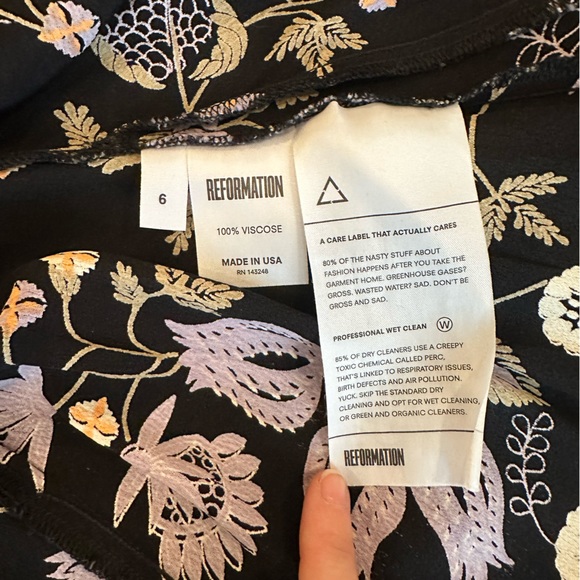 6
REFORMATION
100% VISCOSE
MADE IN USA
RN 143248
A CARE LABEL THAT ACTUALLY CARES
80% OF THE NASTY STUFF ABOUT
FASHION HAPPENS AFTER YOU TAKE THE
GARMENT HOME. GREENHOUSE GASES?
GROSS. WASTED WATER? SAD. DON'T BE
GROSS AND SAD.
PROFESSIONAL WET CLEAN W
85% OF DRY CLEANERS USE A CREEPY
TOXIC CHEMICAL CALLED PERC,
THAT'S LINKED TO RESPIRATORY ISSUES,
BIRTH DEFECTS AND AIR POLLUTION.
YUCK. SKIP THE STANDARD DRY
CLEANING AND OPT FOR WET CLEANING,
OR GREEN AND ORGANIC CLEANERS.
REFORMATION